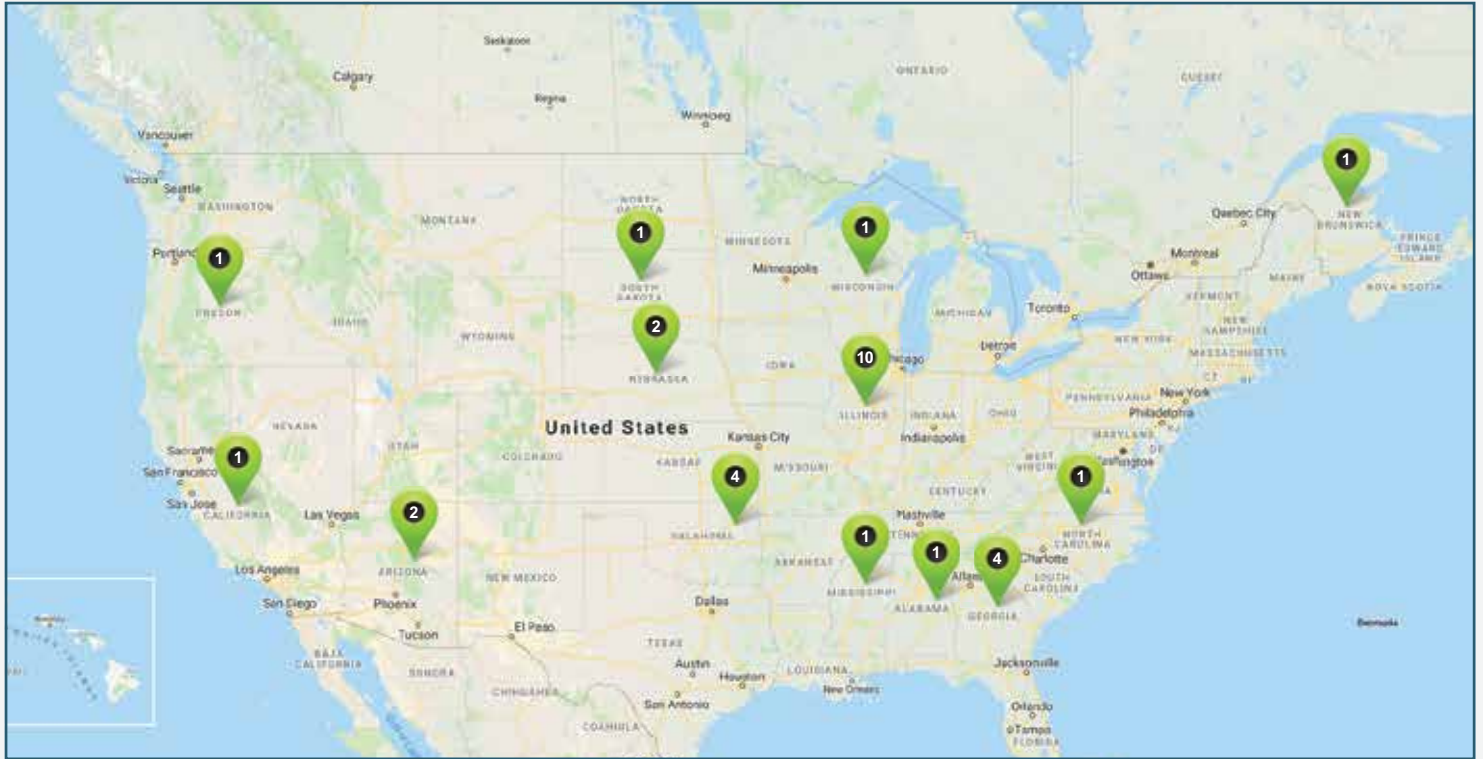 Saskatoon
Calgary
ONTARIO
QUEBEC
Regina
Winnipeg
Vancouver
Victoria
Seattle
WASHINGTON
MONTANA
NORTH
DAKOTA
1
MINNESOTA
1
1
Quebec City
NEW
BRUNSWICK
PRINCE
EDWARD
ISLAND
Portland
1
OREGON
IDAHO
SOUTH
DAKOTA
Minneapolis
WISCONSIN
MICHIGAN
Ottawa
Montreal
MAINE
NOVA SCOTIA
VERMONT
Toronto
NEW
HAMPSHIRE
WYOMING
2
NEBRASKA
IOWA
10
Chicago
Detroit
NEW YORK
MASSACHUSETTS
CT
RI
ILLINOIS
INDIANA
OHIO
PENNSYLVANIA
New York
Philadelphia
NEVADA
UTAH
COLORADO
United States
Kansas City
Indianapolis
MARYLAND
DE
Sacrame
San Francisco
San Jose
1
CALIFORNIA
KANSAS
4
MISSOURI
WEST
VIRGINIA
Washington
KENTUCKY
1
Las Vegas
2
ARIZONA
OKLAHOMA
Nashville
NORTH
CAROLINA
Charlotte
Los Angeles
NEW MEXICO
ARKANSAS
1
MISSISSIPPI
1
ALABAMA
4
GEORGIA
SOUTH
CAROLINA
San Diego
Phoenix
Tucson
El Paso
Dallas
Bermuda
TEXAS
BAJA
CALIFORNIA
SONORA
CHIHUAHUA
COAHUILA
Austin
Houston
San Antonio
LOUISIANA
New Orleans
Jacksonville
Orlando
Tampa
FLORIDA